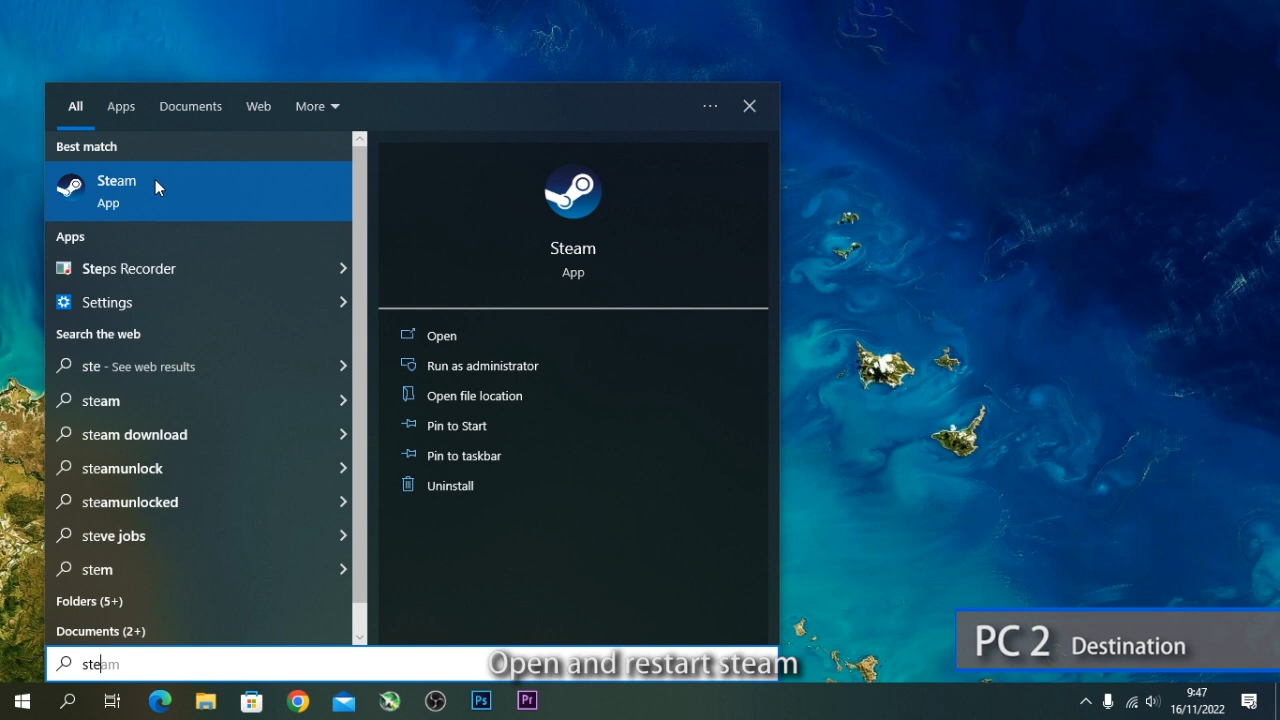 All Apps Documents Web More ...
Best match
Steam
App
Apps
Steps Recorder
Settings
Search the web
ste - See web results
steam
steam download
steamunlock
steamunlocked
steve jobs
stem
Folders (5+)
Documents (2+)
steam
Steam
App
Open
Run as administrator
Open file location
Pin to Start
Pin to taskbar
Uninstall
Open and restart steam
PC 2 Destination
Ps Pr
9:47
16/11/2022